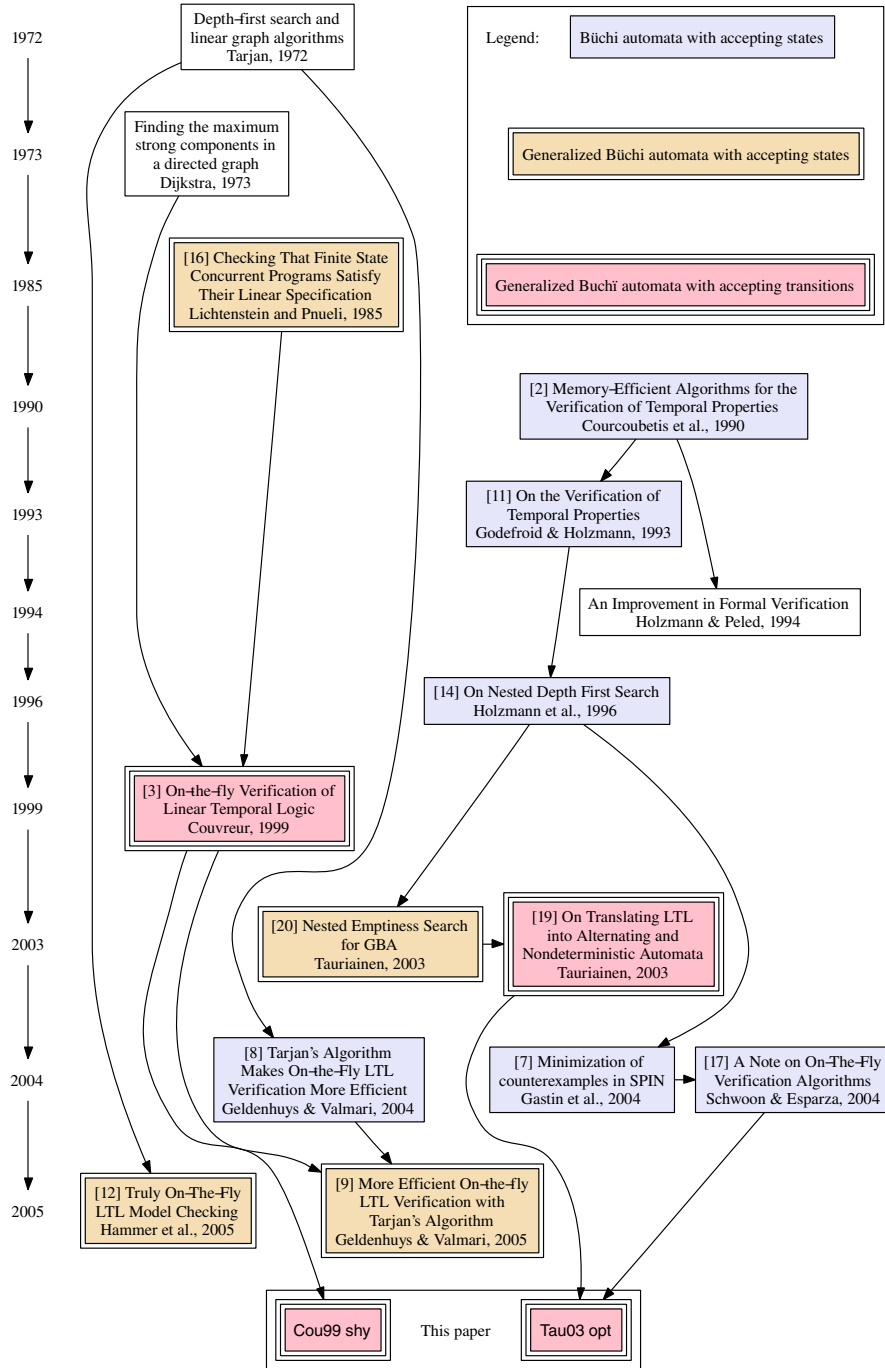 1972
Depth-first search and
linear graph algorithms
Tarjan, 1972
Legend:
Büchi automata with accepting states
1973
Finding the maximum
strong components in
a directed graph
Dijkstra, 1973
Generalized Büchi automata with accepting states
1985
[16] Checking That Finite State
Concurrent Programs Satisfy
Their Linear Specification
Lichtenstein and Pnueli, 1985
Generalized Buchï automata with accepting transitions
1990
[2] Memory-Efficient Algorithms for the
Verification of Temporal Properties
Courcoubetis et al., 1990
1993
[11] On the Verification of
Temporal Properties
Godefroid & Holzmann, 1993
1994
An Improvement in Formal Verification
Holzmann & Peled, 1994
1996
[14] On Nested Depth First Search
Holzmann et al., 1996
1999
[3] On-the-fly Verification of
Linear Temporal Logic
Couvreur, 1999
2003
[20] Nested Emptiness Search
for GBA
Tauriainen, 2003
[19] On Translating LTL
into Alternating and
Nondeterministic Automata
Tauriainen, 2003
2004
[8] Tarjan's Algorithm
Makes On-the-Fly LTL
Verification More Efficient
Geldenhuys & Valmari, 2004
[7] Minimization of
counterexamples in SPIN
Gastin et al., 2004
[17] A Note on On-The-Fly
Verification Algorithms
Schwoon & Esparza, 2004
2005
[12] Truly On-The-Fly
LTL Model Checking
Hammer et al., 2005
[9] More Efficient On-the-fly
LTL Verification with
Tarjan's Algorithm
Geldenhuys & Valmari, 2005
Cou99 shy
This paper
Tau03 opt